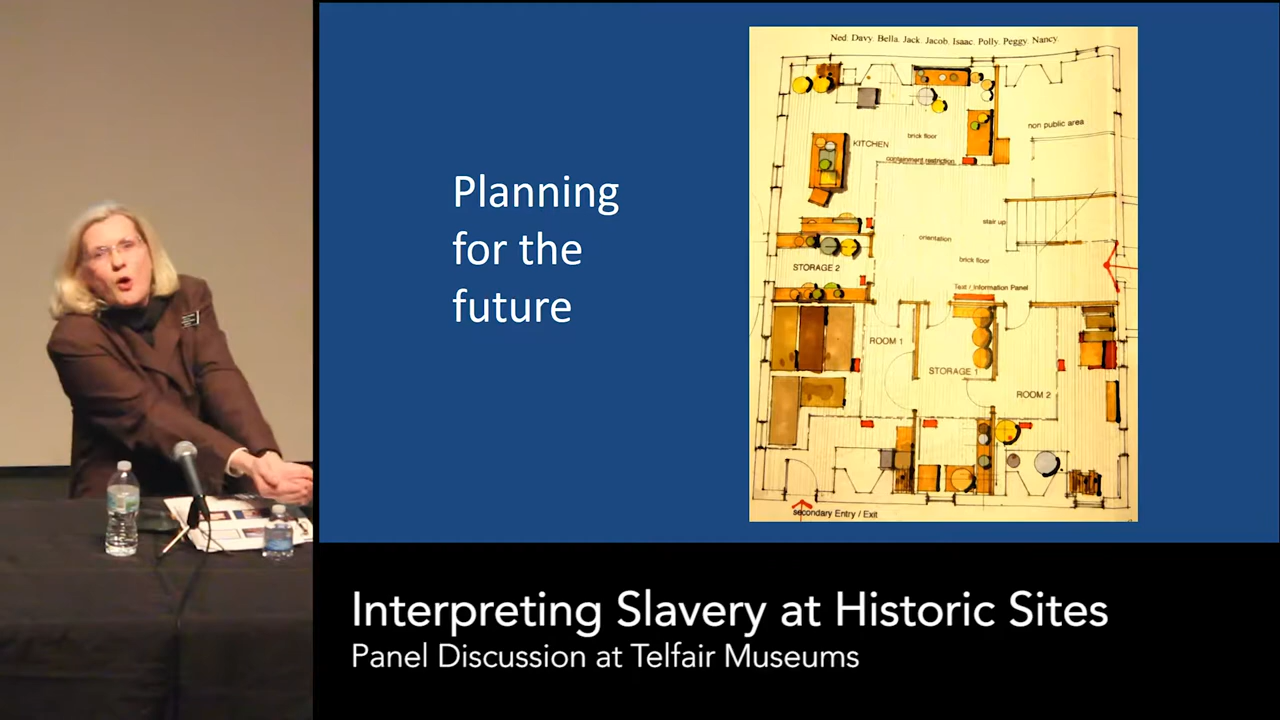 Planning
for the
future
Ned. Davy. Bella. Jack. Jacob. Isaac. Polly. Peggy. Nancy.
non public area
brick floor
KITCHEN
containment restriction
stair up
orientation
brick floor
STORAGE 2
Text / Information Panel
ROOM 1
STORAGE 1
ROOM 2
secondary Entry / Exit
Interpreting Slavery at Historic Sites
Panel Discussion at Telfair Museums